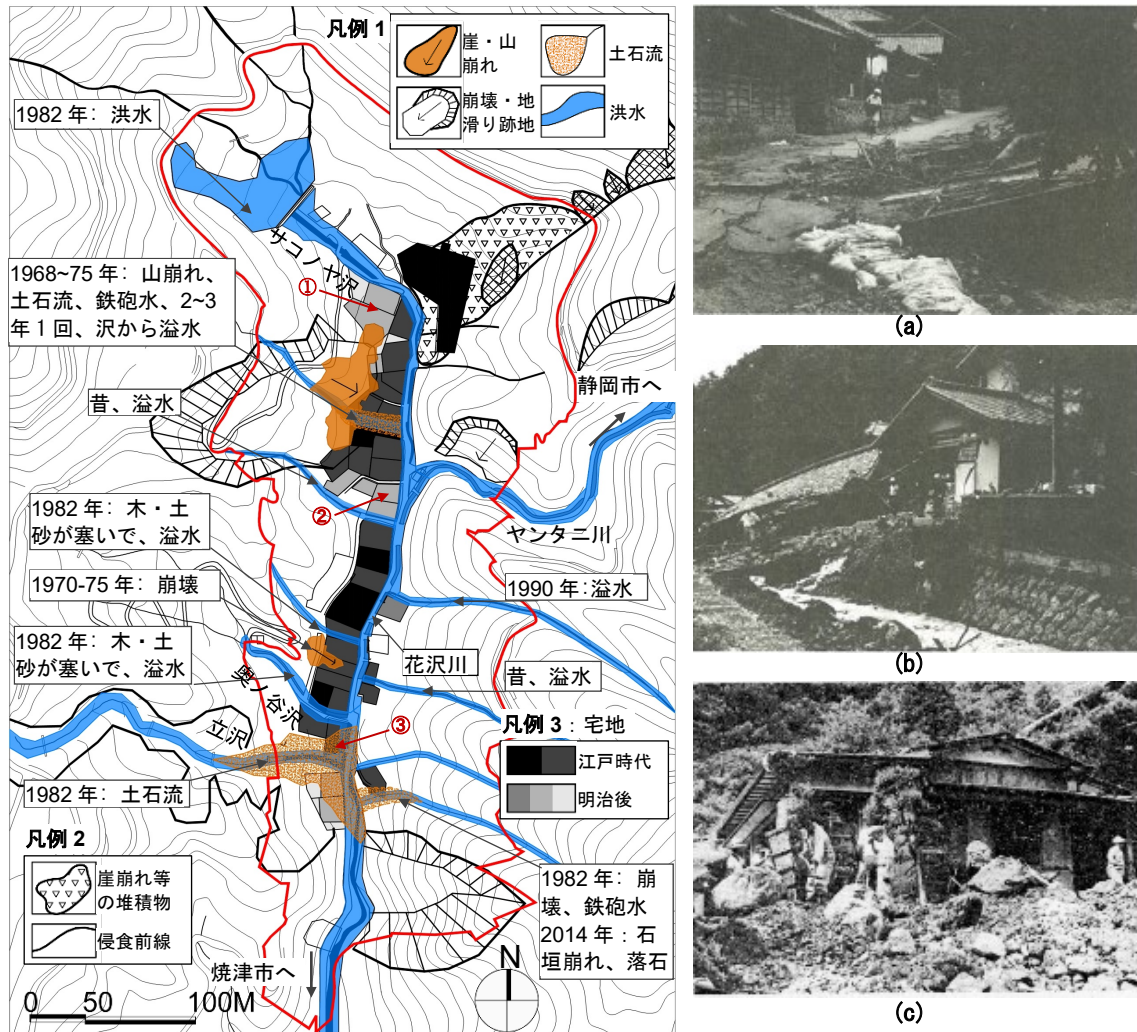 凡例 1
崖・山
崩れ
土石流
崩壊・地
滑り跡地
洪水
1982 年：洪水
サコノヤ沢
1968~75 年：山崩れ、
土石流、鉄砲水、2~3
年 1 回、沢から溢水
①
静岡市へ
昔、溢水
②
ヤンタニ川
1982 年：木・土
砂が塞いで、溢水
1970-75 年：崩壊
1990 年：溢水
1982 年：木・土
砂が塞いで、溢水
花沢川
昔、溢水
奥ノ谷沢
立沢
③
凡例 3：宅地
江戸時代
明治後
1982 年：土石流
凡例 2
崖崩れ等
の堆積物
侵食前線
1982 年：崩
壊、鉄砲水
2014 年：石
垣崩れ、落石
焼津市へ
N
0 50 100M
(a)
(b)
(c)